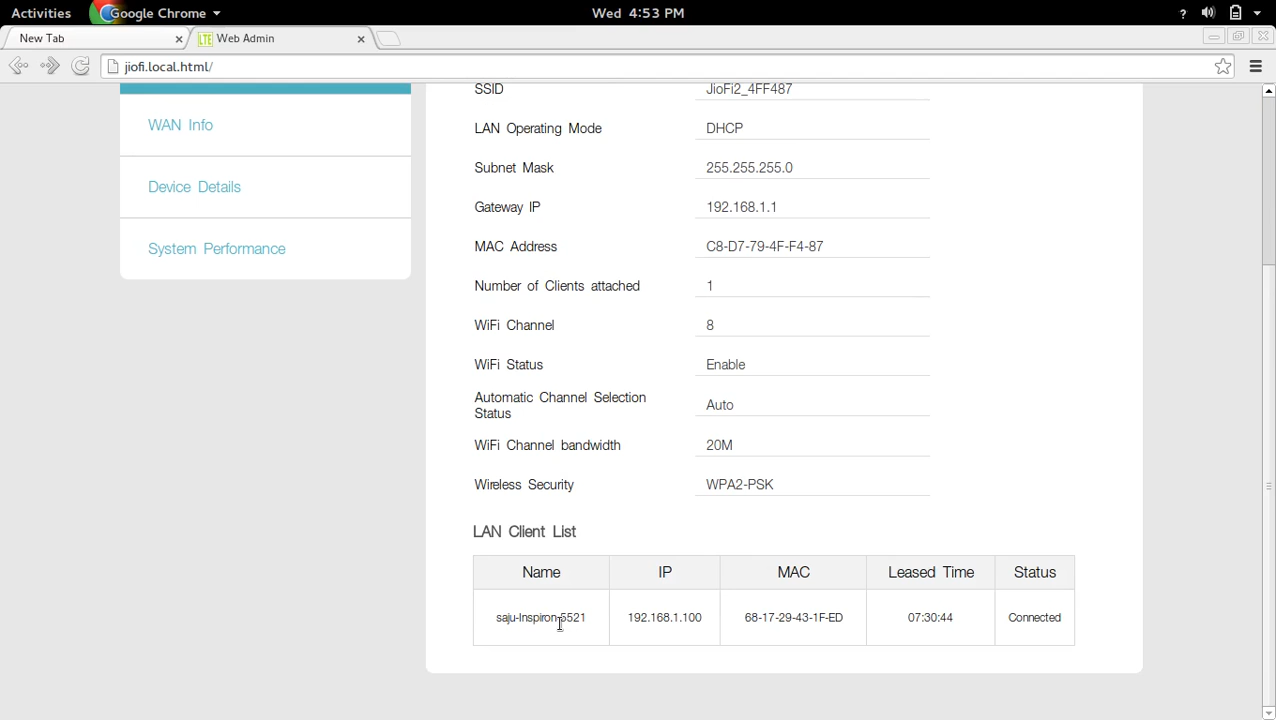 Activities Google Chrome Wed 4:53 PM ?
New Tab Web Admin
jiofi.local.html/
WAN Info
Device Details
System Performance
SSID JioFi2_4FF487
LAN Operating Mode DHCP
Subnet Mask 255.255.255.0
Gateway IP 192.168.1.1
MAC Address C8-D7-79-4F-F4-87
Number of Clients attached 1
WiFi Channel 8
WiFi Status Enable
Automatic Channel Selection
Status Auto
WiFi Channel bandwidth 20M
Wireless Security WPA2-PSK
LAN Client List
Name IP MAC Leased Time Status
saju-Inspiron-5521 192.168.1.100 68-17-29-43-1F-ED 07:30:44 Connected